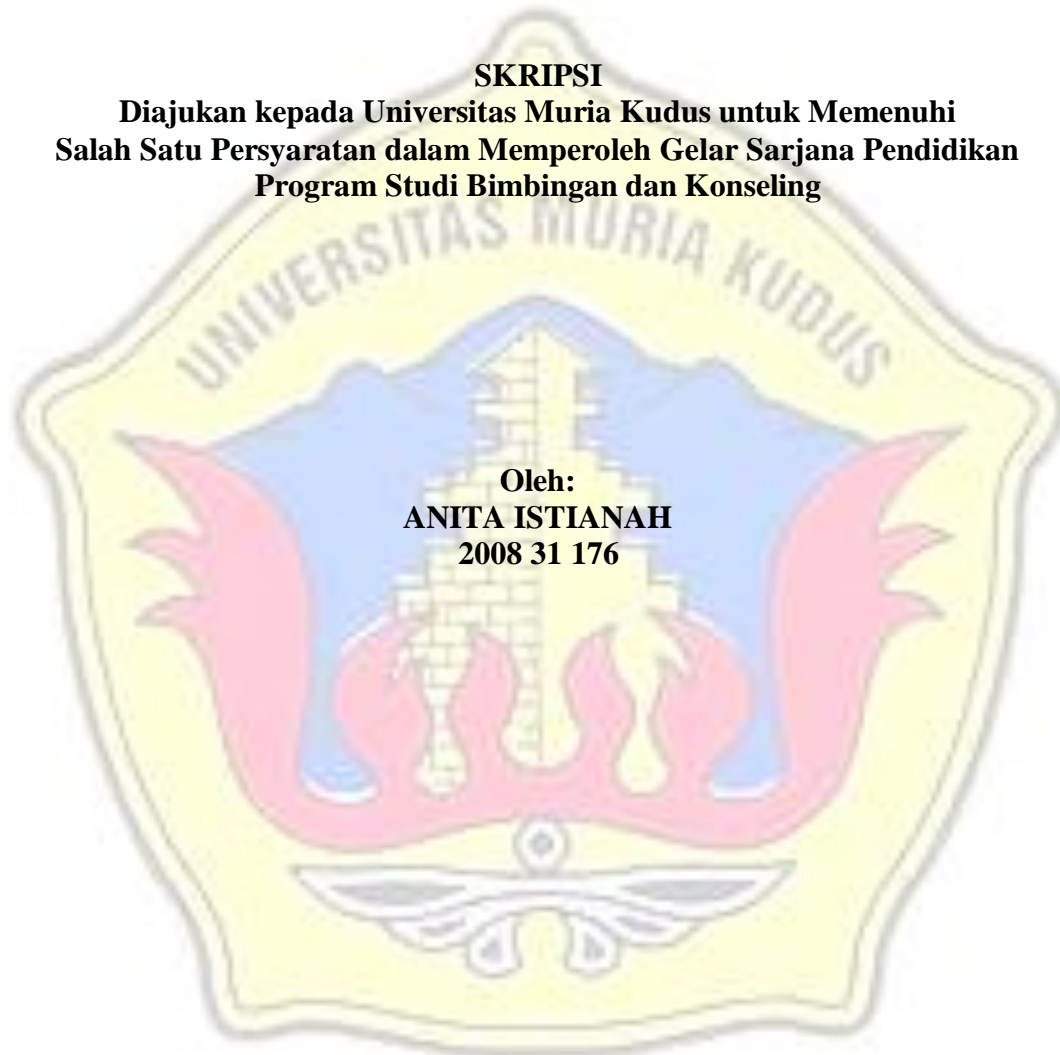 SKRIPSI
Diajukan kepada Universitas Muria Kudus untuk Memenuhi
Salah Satu Persyaratan dalam Memperoleh Gelar Sarjana Pendidikan
Program Studi Bimbingan dan Konseling
UNIVERSITAS MURIA KUDUS
Oleh:
ANITA ISTIANAH
2008 31 176